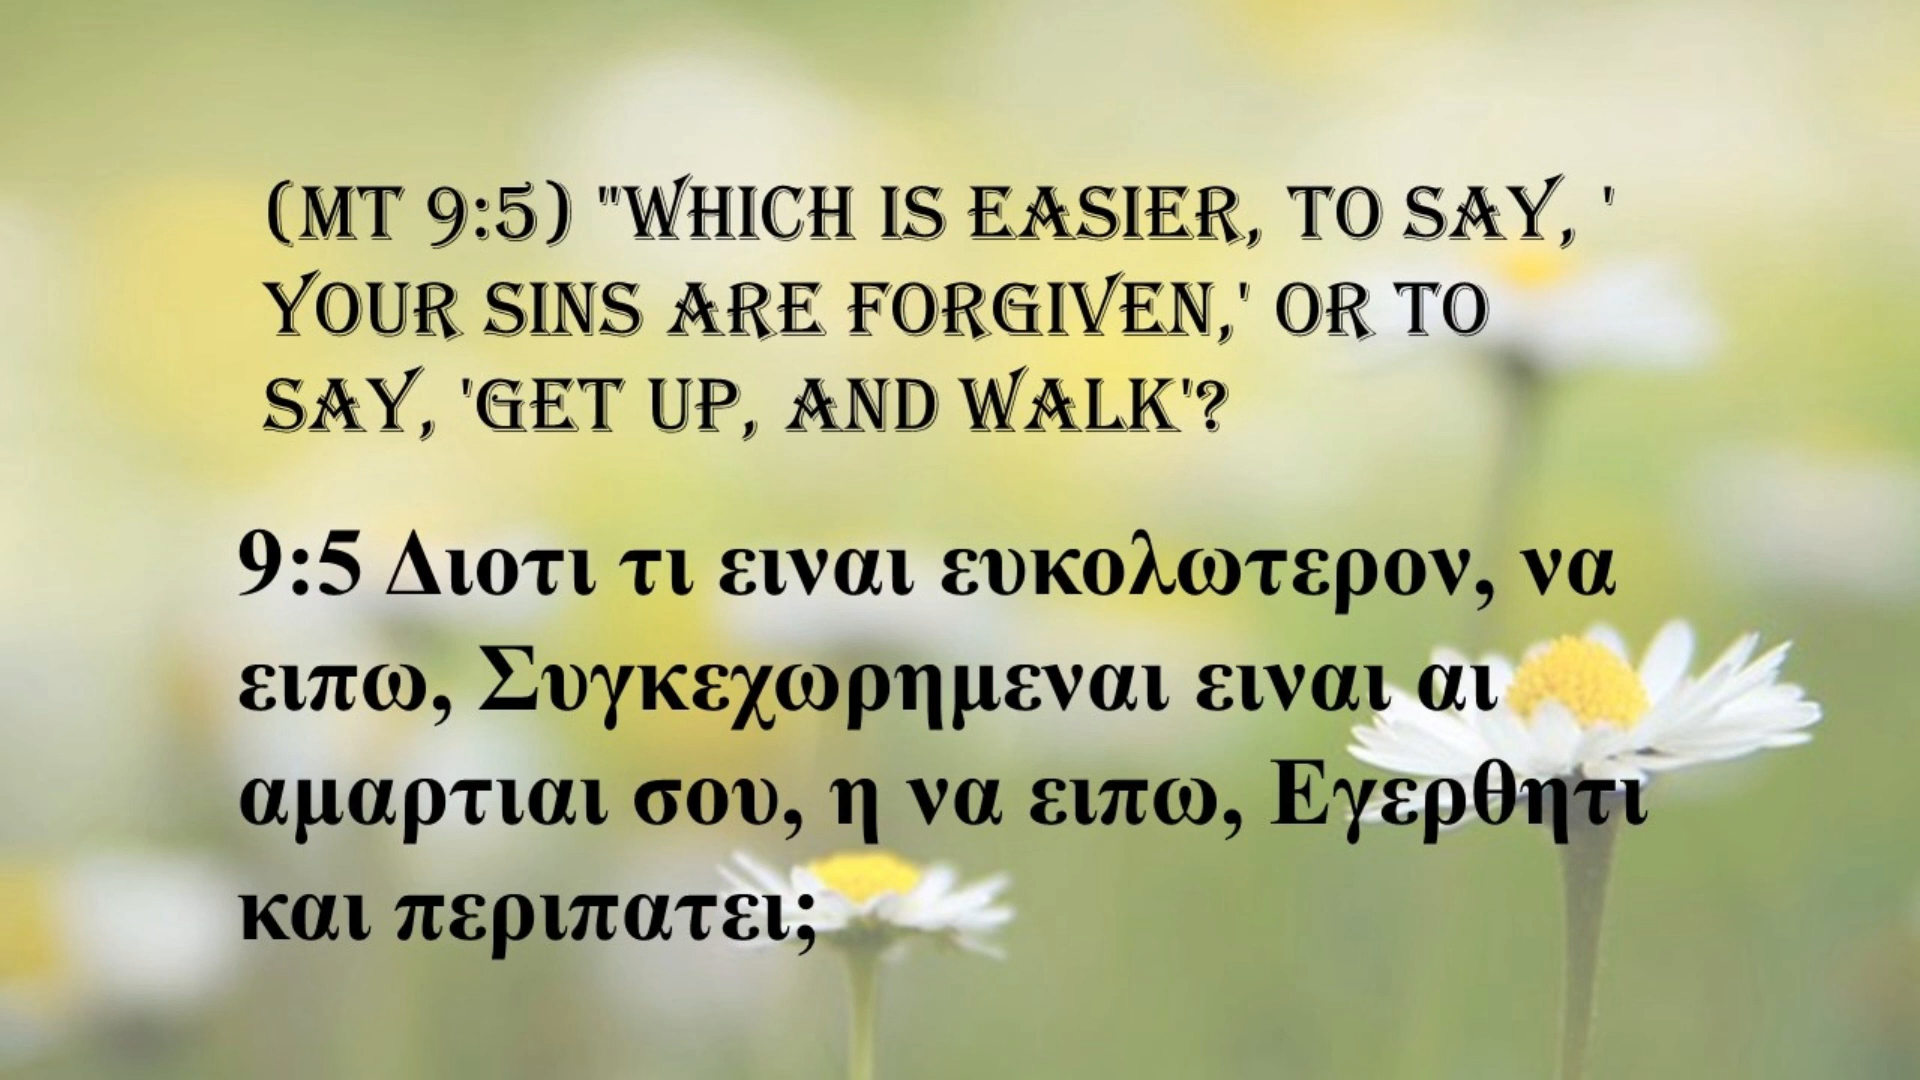 (MT 9:5) "WHICH IS EASIER, TO SAY, '
YOUR SINS ARE FORGIVEN,' OR TO
SAY, 'GET UP, AND WALK'?
9:5 Διοτι τι ειναι ευκολωτερον, να
ειπω, Συγκεχωρημεναι ειναι αι
αμαρτιαι σου, η να ειπω, Εγερθητι
και περιπατει;